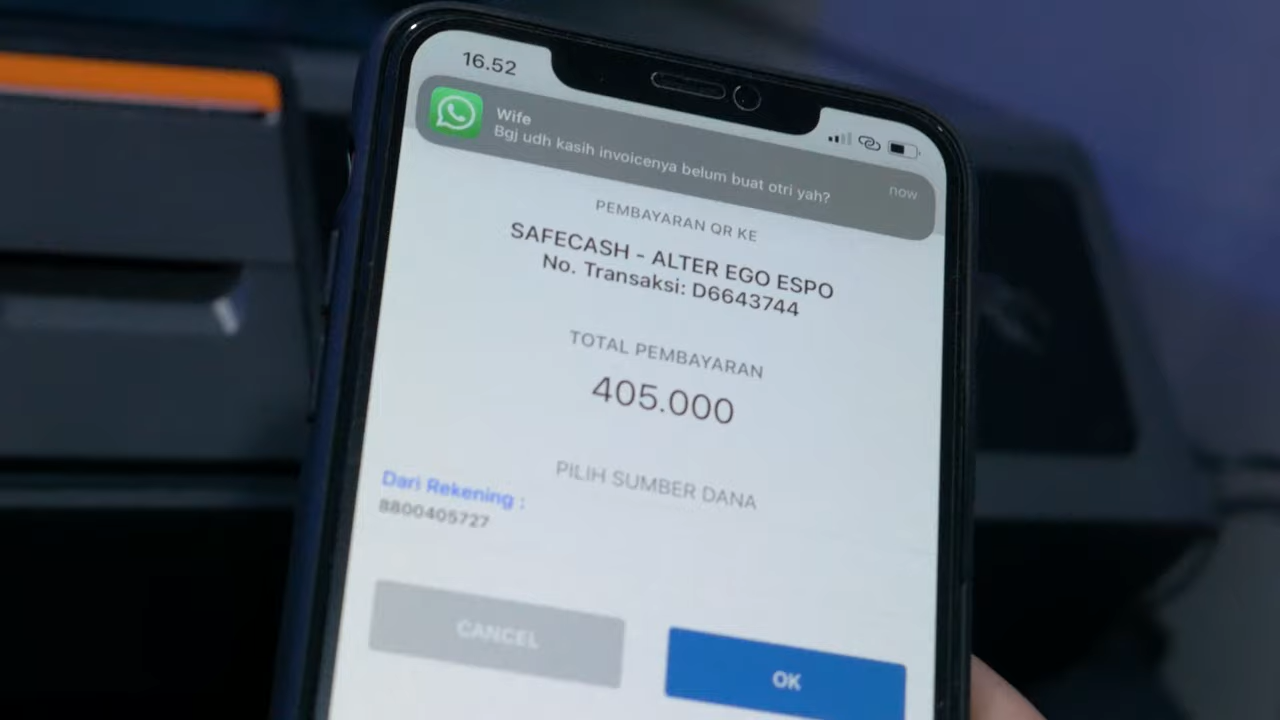 16.52
Wife
now
Bgj udh kasih invoicenya belum buat otri yah?
PEMBAYARAN QR KE
SAFECASH - ALTER EGO ESPO
No. Transaksi: D6643744
TOTAL PEMBAYARAN
405.000
PILIH SUMBER DANA
Dari Rekening :
8800405727
CANCEL
OK